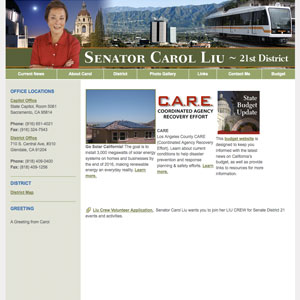 SENATOR CAROL LIU ~ 21st District
Current News
About Carol
District
Photo Gallery
Links
Contact Me
Budget
OFFICE LOCATIONS
Capitol Office
State Capitol, Room 5061
Sacramento, CA 95814
Phone: (916) 651-4021
Fax: (916) 324-7543
District Office
710 S. Central Ave, #310
Glendale, CA 91204
Phone: (818) 409-0400
Fax: (818) 409-1256
DISTRICT
District Map
GREETING
A Greeting from Carol
Go Solar California! The goal is to
install 3,000 megawatts of solar energy
systems on homes and businesses by
the end of 2016, making renewable
energy an everyday reality. Learn
more.
C.A.R.E.
COORDINATED AGENCY
RECOVERY EFFORT
CARE
Los Angeles County CARE
(Coordinated Agency Recovery
Effort). Learn about current
conditions to help disaster
prevention and response
planning & safety efforts. Learn
more.
State
Budget
Update
This budget website is
designed to keep you
informed with the latest
news on California's
budget, as well as provide
links to resources for more
information.
Liu Crew Volunteer Application. Senator Carol Liu wants you to join her LIU CREW for Senate District 21
events and activities.